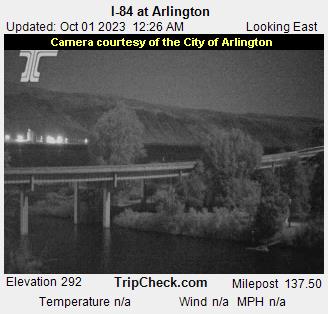 I-84 at Arlington
Updated: Oct 01 2023 12:26 AM Looking East
Camera courtesy of the City of Arlington
Elevation 292 TripCheck.com Milepost 137.50
Temperature n/a Wind n/a MPH n/a